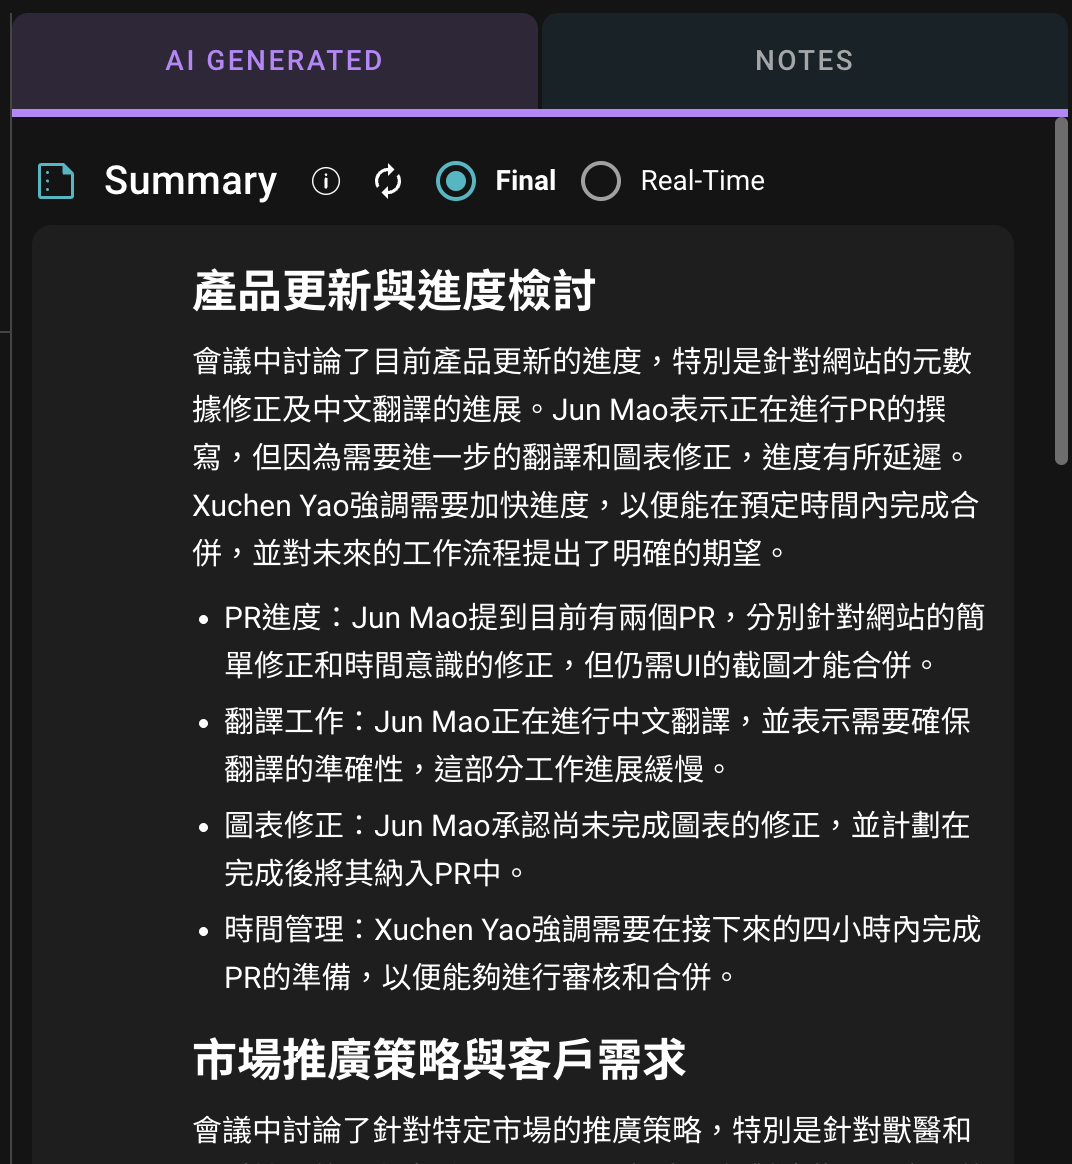 AI GENERATED
NOTES
Summary
Final
Real-Time
產品更新與進度檢討
會議中討論了目前產品更新的進度，特別是針對網站的元數
據修正及中文翻譯的進展。Jun Mao表示正在進行PR的撰
寫，但因為需要進一步的翻譯和圖表修正，進度有所延遲。
Xuchen Yao強調需要加快進度，以便能在預定時間內完成合
併，並對未來的工作流程提出了明確的期望。
• PR進度：Jun Mao提到目前有兩個PR，分別針對網站的簡
單修正和時間意識的修正，但仍需UI的截圖才能合併。
• 翻譯工作：Jun Mao正在進行中文翻譯，並表示需要確保
翻譯的準確性，這部分工作進展緩慢。
• 圖表修正：Jun Mao承認尚未完成圖表的修正，並計劃在
完成後將其納入PR中。
• 時間管理：Xuchen Yao強調需要在接下來的四小時內完成
PR的準備，以便能夠進行審核和合併。
市場推廣策略與客戶需求
會議中討論了針對特定市場的推廣策略，特別是針對獸醫和